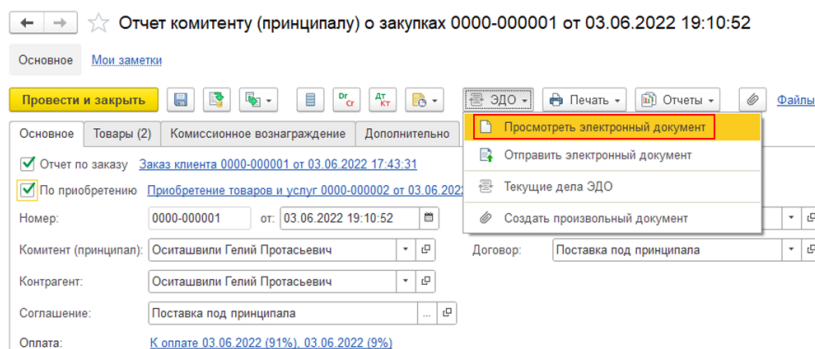 Отчет комитенту (принципалу) о закупках 0000-000001 от 03.06.2022 19:10:52
Основное Мои заметки
Провести и закрыть Dr Cr Дт Кт ЭДО Печать Отчеты Файлы
Основное Товары (2) Комиссионное вознаграждение Дополнительно
Просмотреть электронный документ
Отправить электронный документ
Текущие дела ЭДО
Создать произвольный документ
Отчет по заказу Заказ клиента 0000-000001 от 03.06.2022 17:43:31
По приобретению Приобретение товаров и услуг 0000-000002 от 03.06.202
Номер: 0000-000001 от: 03.06.2022 19:10:52
Комитент (принципал): Оситашвили Гелий Протасьевич Договор: Поставка под принципала
Контрагент: Оситашвили Гелий Протасьевич
Соглашение: Поставка под принципала ...
Оплата: К оплате 03.06.2022 (91%), 03.06.2022 (9%)